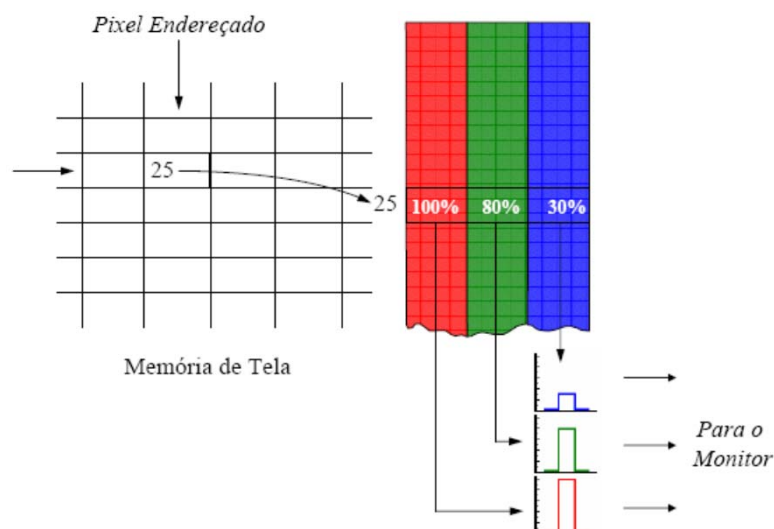 Pixel Endereçado
25
25
100% 80% 30%
Memória de Tela
Para o
Monitor